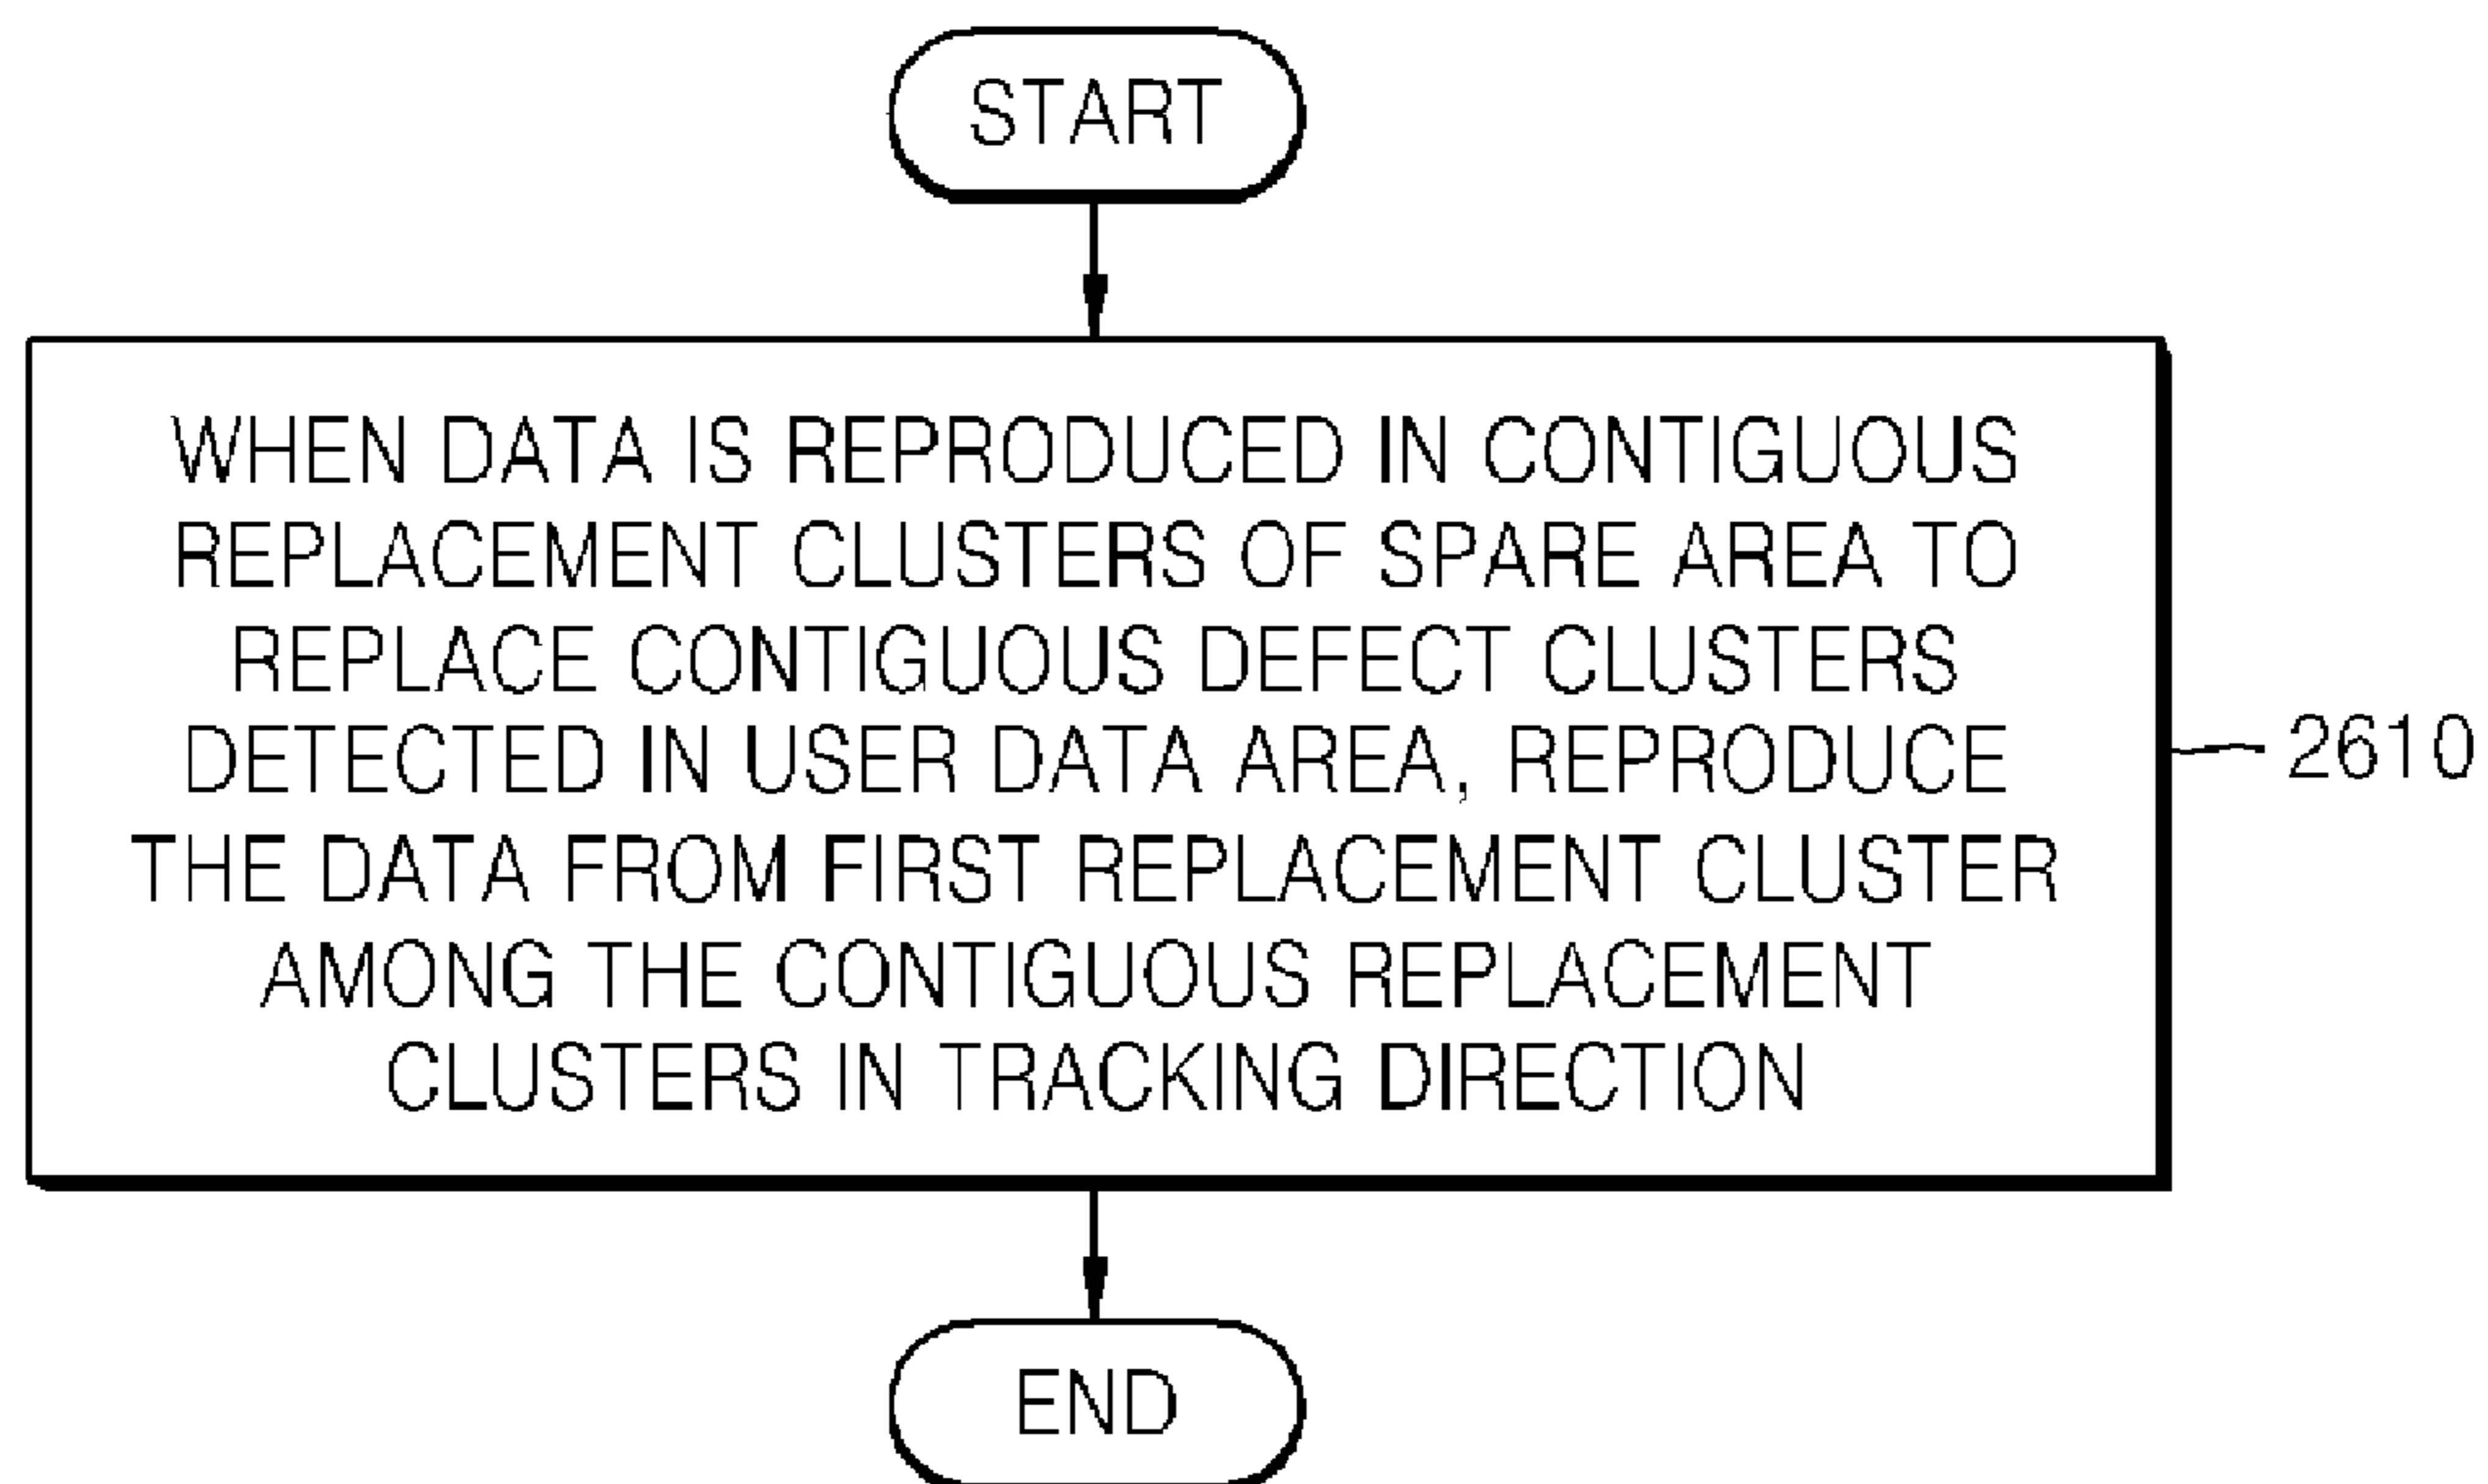 START
WHEN DATA IS REPRODUCED IN CONTIGUOUS
REPLACEMENT CLUSTERS OF SPARE AREA TO
REPLACE CONTIGUOUS DEFECT CLUSTERS
DETECTED IN USER DATA AREA, REPRODUCE
THE DATA FROM FIRST REPLACEMENT CLUSTER
AMONG THE CONTIGUOUS REPLACEMENT
CLUSTERS IN TRACKING DIRECTION
2610
END